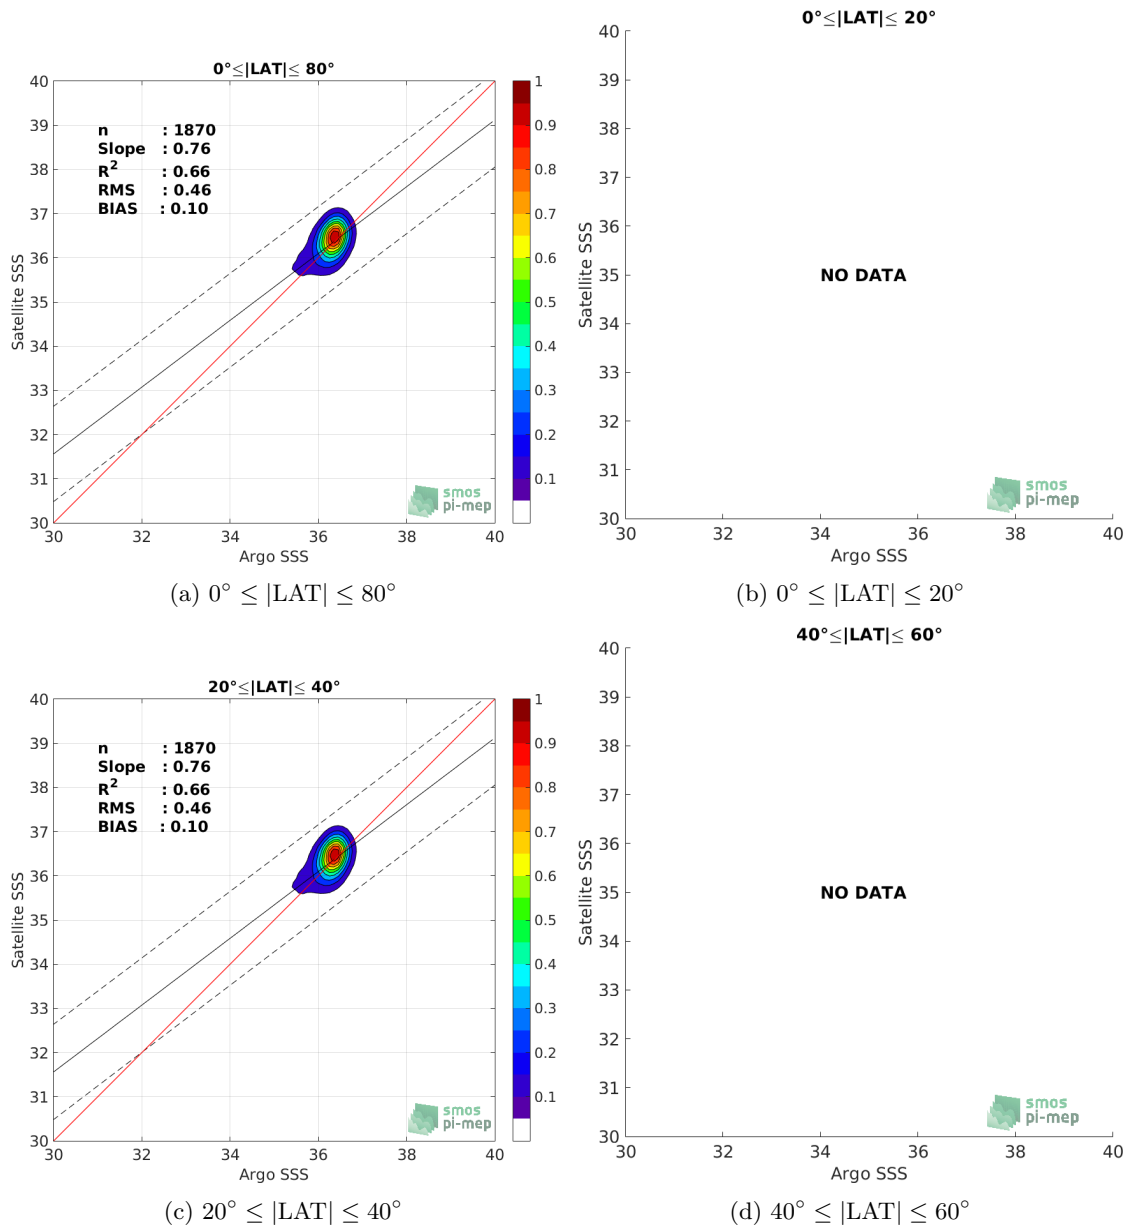 0°≤|LAT|≤ 80°
40
39
38
37
36
35
34
33
32
31
30
n : 1870
Slope : 0.76
R2 : 0.66
RMS : 0.46
BIAS : 0.10
Satellite SSS
30 32 34 36 38 40
Argo SSS
1
0.9
0.8
0.7
0.6
0.5
0.4
0.3
0.2
0.1
smos
pi-mep
(a) 0° ≤ |LAT| ≤ 80°
0°≤|LAT|≤ 20°
40
39
38
37
36
35
34
33
32
31
30
Satellite SSS
NO DATA
smos
pi-mep
30 32 34 36 38 40
Argo SSS
(b) 0° ≤ |LAT| ≤ 20°
20°≤|LAT|≤ 40°
40
39
38
37
36
35
34
33
32
31
30
n : 1870
Slope : 0.76
R2 : 0.66
RMS : 0.46
BIAS : 0.10
Satellite SSS
30 32 34 36 38 40
Argo SSS
1
0.9
0.8
0.7
0.6
0.5
0.4
0.3
0.2
0.1
smos
pi-mep
(c) 20° ≤ |LAT| ≤ 40°
40°≤|LAT|≤ 60°
40
39
38
37
36
35
34
33
32
31
30
Satellite SSS
NO DATA
smos
pi-mep
30 32 34 36 38 40
Argo SSS
(d) 40° ≤ |LAT| ≤ 60°